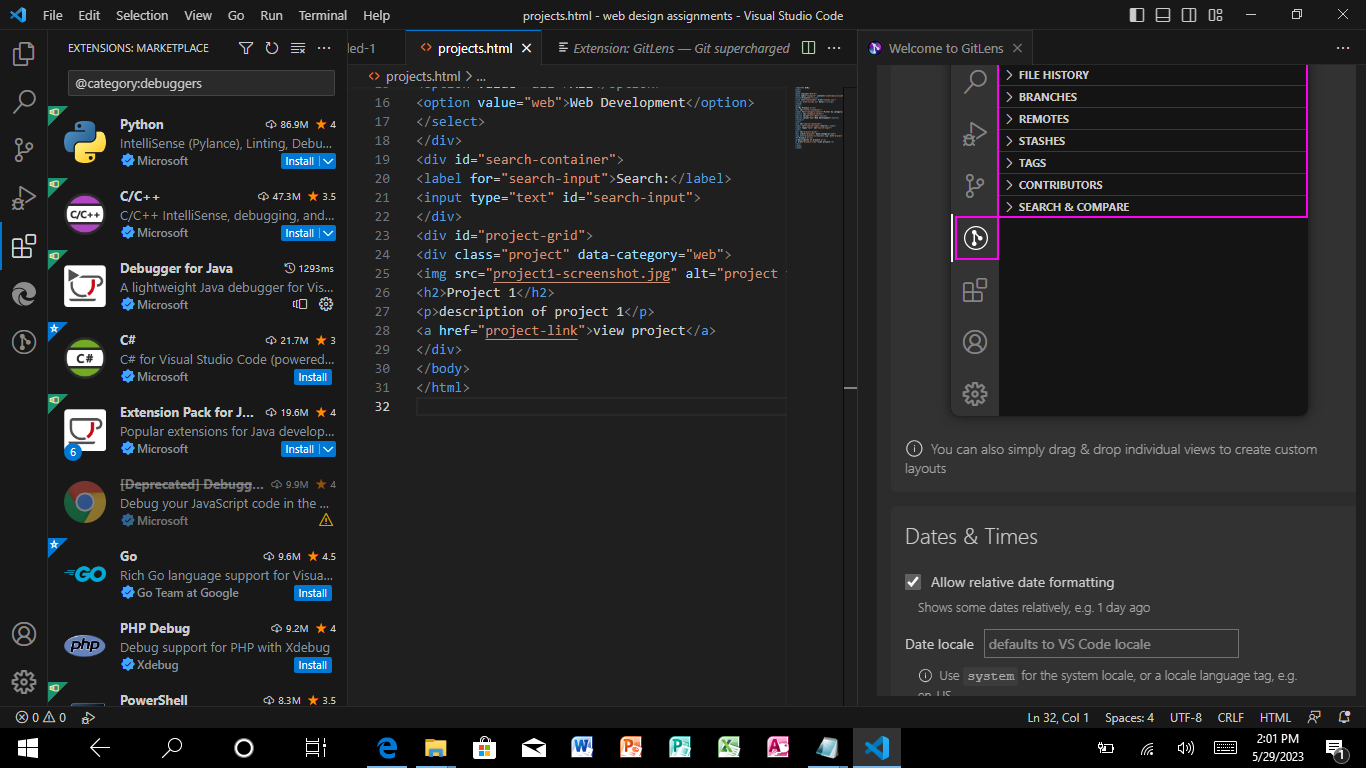 File Edit Selection View Go Run Terminal Help
projects.html - web design assignments - Visual Studio Code
EXTENSIONS: MARKETPLACE
@category:debuggers
Python 86.9M 4
IntelliSense (Pylance), Linting, Debu...
Microsoft Install
C/C++ 47.3M 3.5
C/C++
C/C++ IntelliSense, debugging, and...
Microsoft Install
Debugger for Java 1293ms
A lightweight Java debugger for Vis...
Microsoft
C# 21.7M 3
C#
C# for Visual Studio Code (powered...
Microsoft Install
Extension Pack for J... 19.6M 4
Popular extensions for Java develop...
6
Microsoft Install
[Deprecated] Debugg... 9.9M 4
Debug your JavaScript code in the ...
Microsoft
Go 9.6M 4.5
GO
Rich Go language support for Visua...
Go Team at Google Install
PHP Debug 9.2M 4
php
Debug support for PHP with Xdebug
Xdebug Install
PowerShell 8.3M 3.5
led-1
projects.html
Extension: GitLens — Git supercharged
projects.html > ...
16 <option value="web">Web Development</option>
17 </select>
18 </div>
19 <div id="search-container">
20 <label for="search-input">Search:</label>
21 <input type="text" id="search-input">
22 </div>
23 <div id="project-grid">
24 <div class="project" data-category="web">
25 <img src="project1-screenshot.jpg" alt="project
26 <h2>Project 1</h2>
27 <p>description of project 1</p>
28 <a href="project-link">view project</a>
29 </div>
30 </body>
31 </html>
32
Welcome to GitLens
FILE HISTORY
BRANCHES
REMOTES
STASHES
TAGS
CONTRIBUTORS
SEARCH & COMPARE
You can also simply drag & drop individual views to create custom
layouts
Dates & Times
Allow relative date formatting
Shows some dates relatively, e.g. 1 day ago
Date locale defaults to VS Code locale
Use system for the system locale, or a locale language tag, e.g.
0 0
Ln 32, Col 1 Spaces: 4 UTF-8 CRLF HTML
2:01 PM
5/29/2023
1